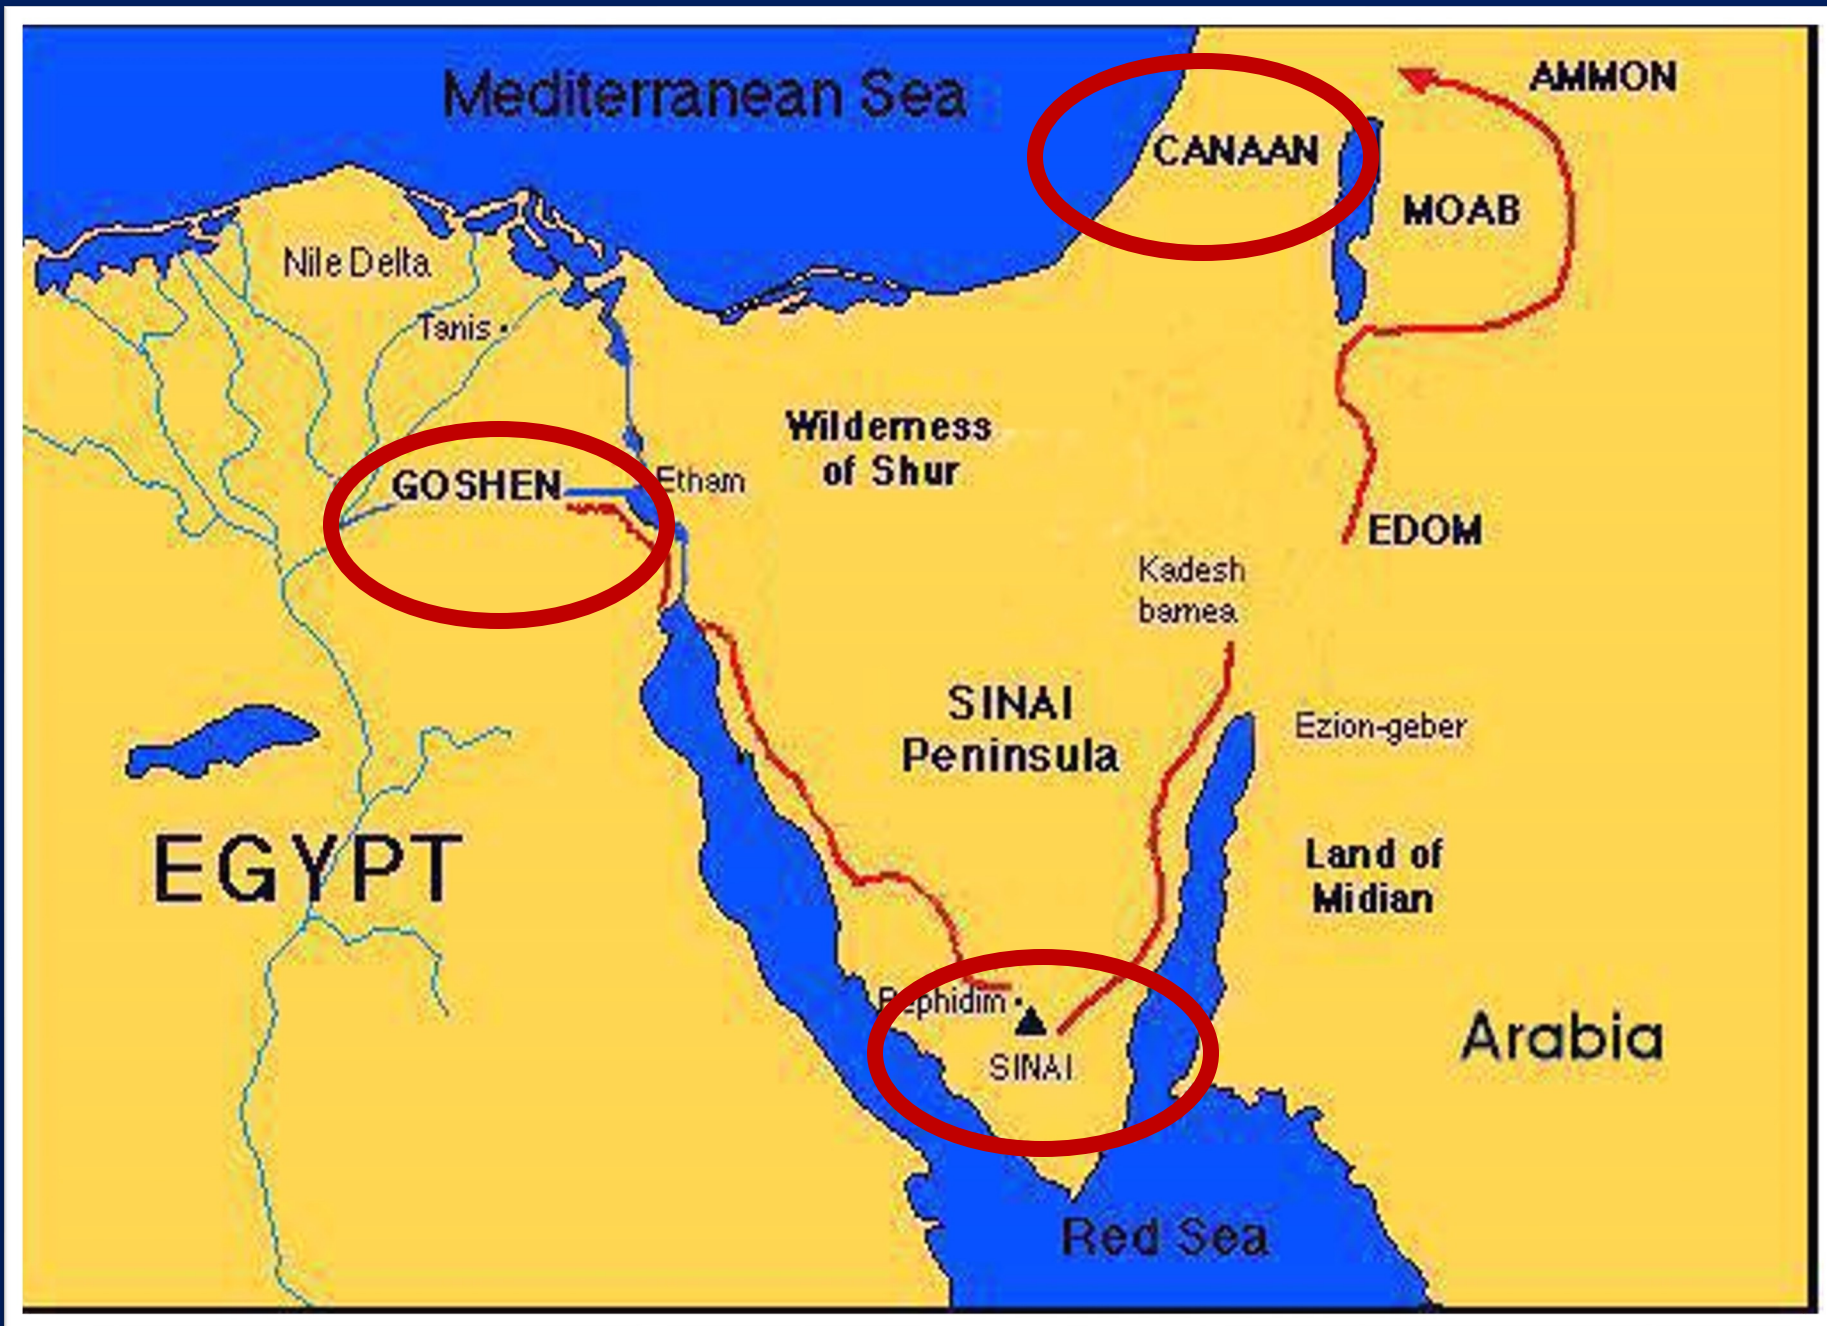 Mediterranean Sea
AMMON
CANAAN
MOAB
Nile Delta
Tanis
Wilderness
of Shur
GOSHEN
Etham
EDOM
Kadesh
barnea
SINAI
Peninsula
Ezion-geber
EGYPT
Land of
Midian
Rephidim
SINAI
Arabia
Red Sea